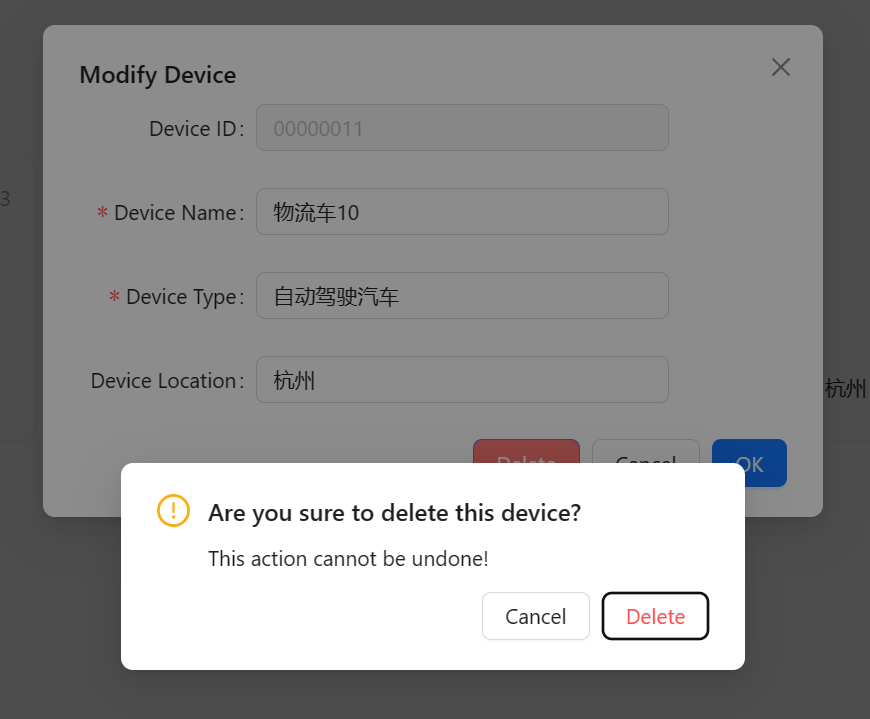 Modify Device
Device ID: 00000011
3
* Device Name: 物流车10
* Device Type: 自动驾驶汽车
Device Location: 杭州
杭州
Delete Cancel OK
Are you sure to delete this device?
This action cannot be undone!
Cancel Delete